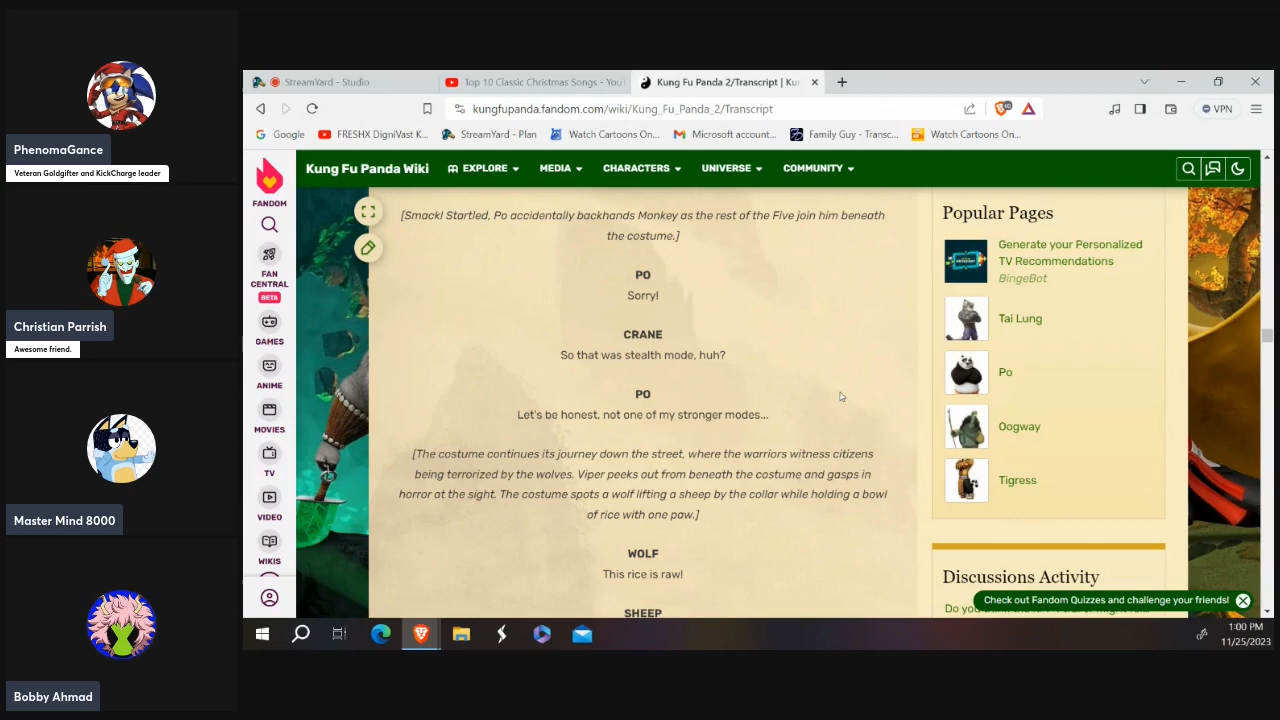 PhenomaGance
Veteran Goldgifter and KickCharge leader
Christian Parrish
Awesome friend.
Master Mind 8000
Bobby Ahmad
StreamYard - Studio
Top 10 Classic Christmas Songs - You
Kung Fu Panda 2/Transcript | Ku
kungfupanda.fandom.com/wiki/Kung_Fu_Panda_2/Transcript
VPN
Google
FRESHX DigniVast K...
StreamYard - Plan
Watch Cartoons On...
Microsoft account...
Family Guy - Transc...
Watch Cartoons On...
Kung Fu Panda Wiki
EXPLORE
MEDIA
CHARACTERS
UNIVERSE
COMMUNITY
FANDOM
FAN
CENTRAL
BETA
GAMES
ANIME
MOVIES
TV
VIDEO
WIKIS
[Smack! Startled, Po accidentally backhands Monkey as the rest of the Five join him beneath
the costume.]
PO
Sorry!
CRANE
So that was stealth mode, huh?
PO
Let's be honest, not one of my stronger modes...
[The costume continues its journey down the street, where the warriors witness citizens
being terrorized by the wolves. Viper peeks out from beneath the costume and gasps in
horror at the sight. The costume spots a wolf lifting a sheep by the collar while holding a bowl
of rice with one paw.]
WOLF
This rice is raw!
SHEEP
Popular Pages
Generate your Personalized
TV Recommendations
BingeBot
Tai Lung
Po
Oogway
Tigress
Discussions Activity
Do you
Check out Fandom Quizzes and challenge your friends!
1:00 PM
11/25/2023